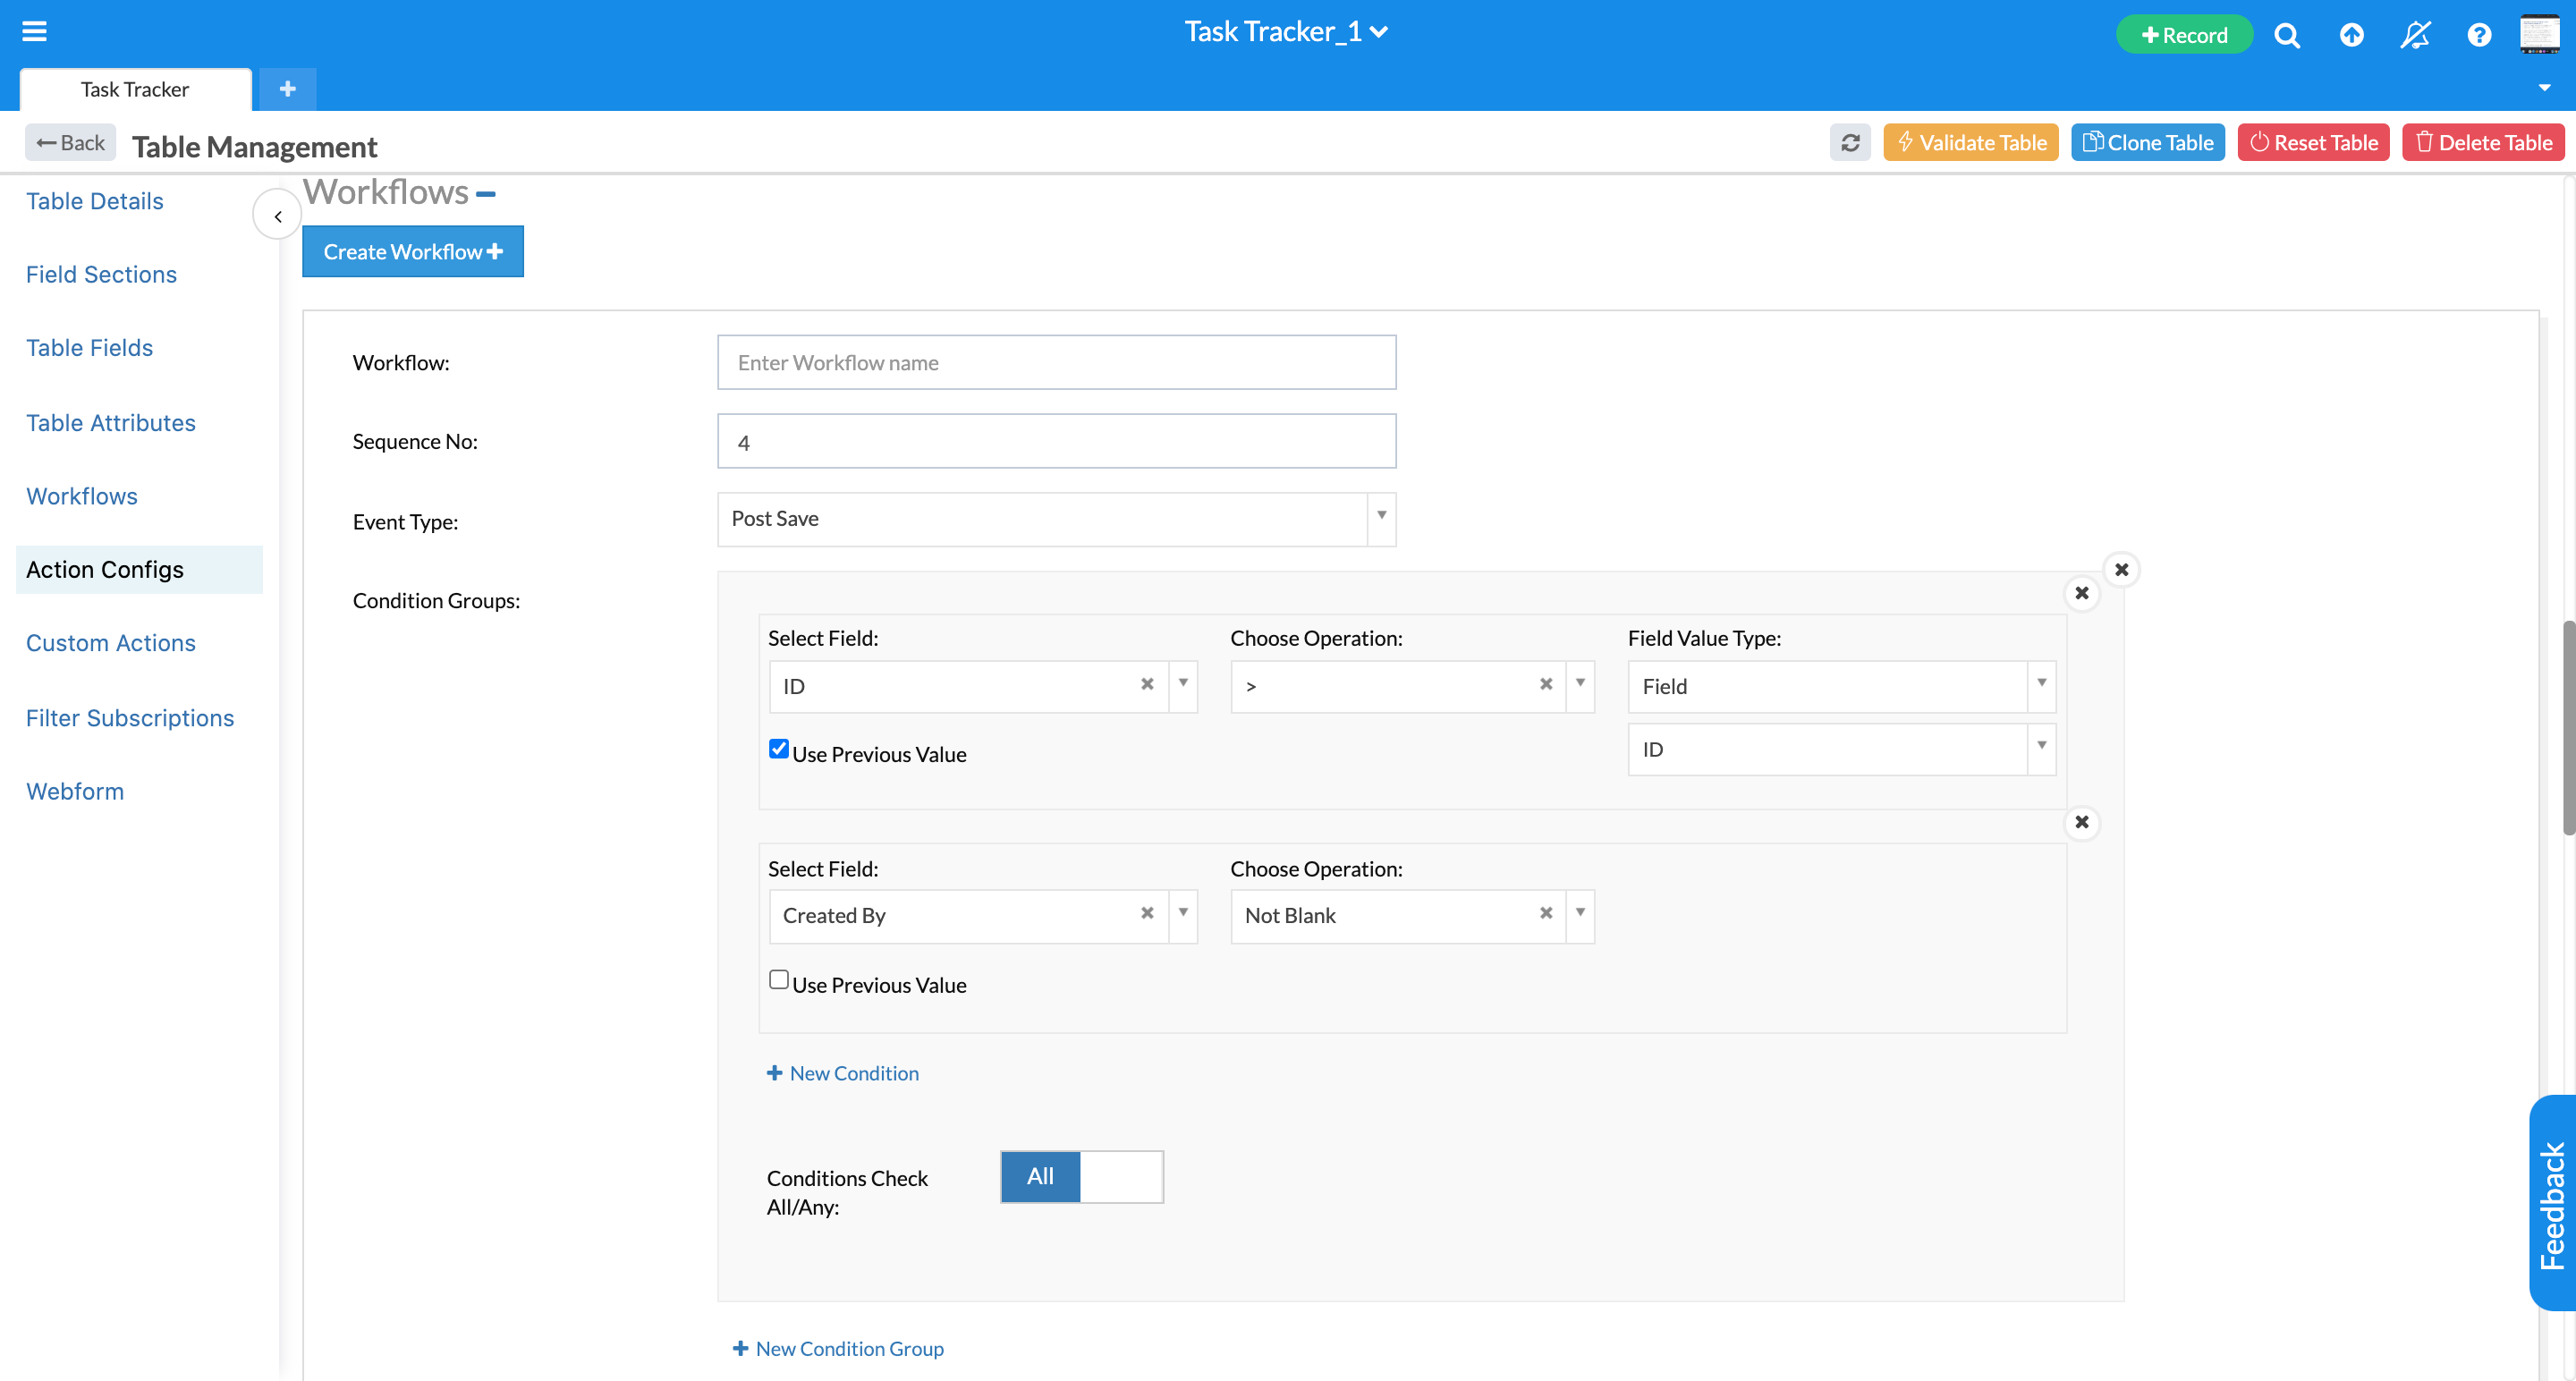 Task Tracker_1
Record
Task Tracker
Back
Table Management
Validate Table
Clone Table
Reset Table
Delete Table
Table Details
Field Sections
Table Fields
Table Attributes
Workflows
Action Configs
Custom Actions
Filter Subscriptions
Webform
Workflows
Create Workflow
Workflow:
Enter Workflow name
Sequence No:
4
Event Type:
Post Save
Condition Groups:
Select Field:
Choose Operation:
Field Value Type:
ID
>
Field
Use Previous Value
ID
Select Field:
Choose Operation:
Created By
Not Blank
Use Previous Value
New Condition
Conditions Check
All/Any:
All
New Condition Group
Feedback